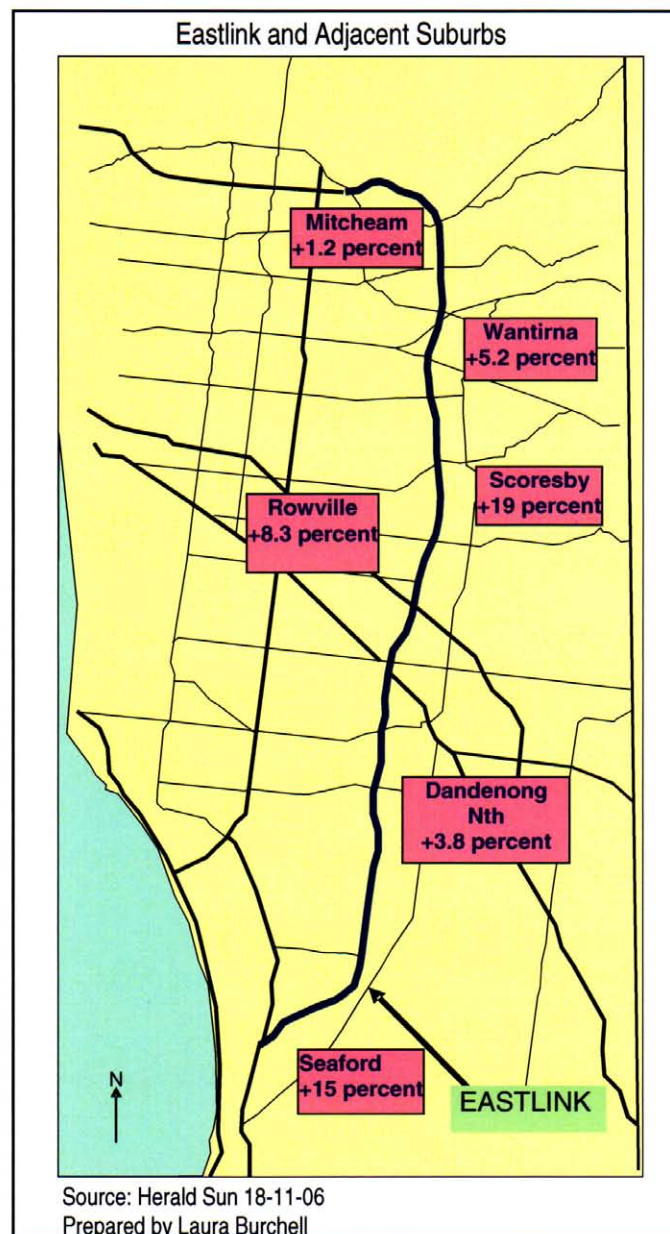 Eastlink and Adjacent Suburbs
Mitcheam
+1.2 percent
Wantirna
+5.2 percent
Scoresby
+19 percent
Rowville
+8.3 percent
Dandenong
Nth
+3.8 percent
Seaford
+15 percent
EASTLINK
N
Source: Herald Sun 18-11-06
Prepared by Laura Burchell